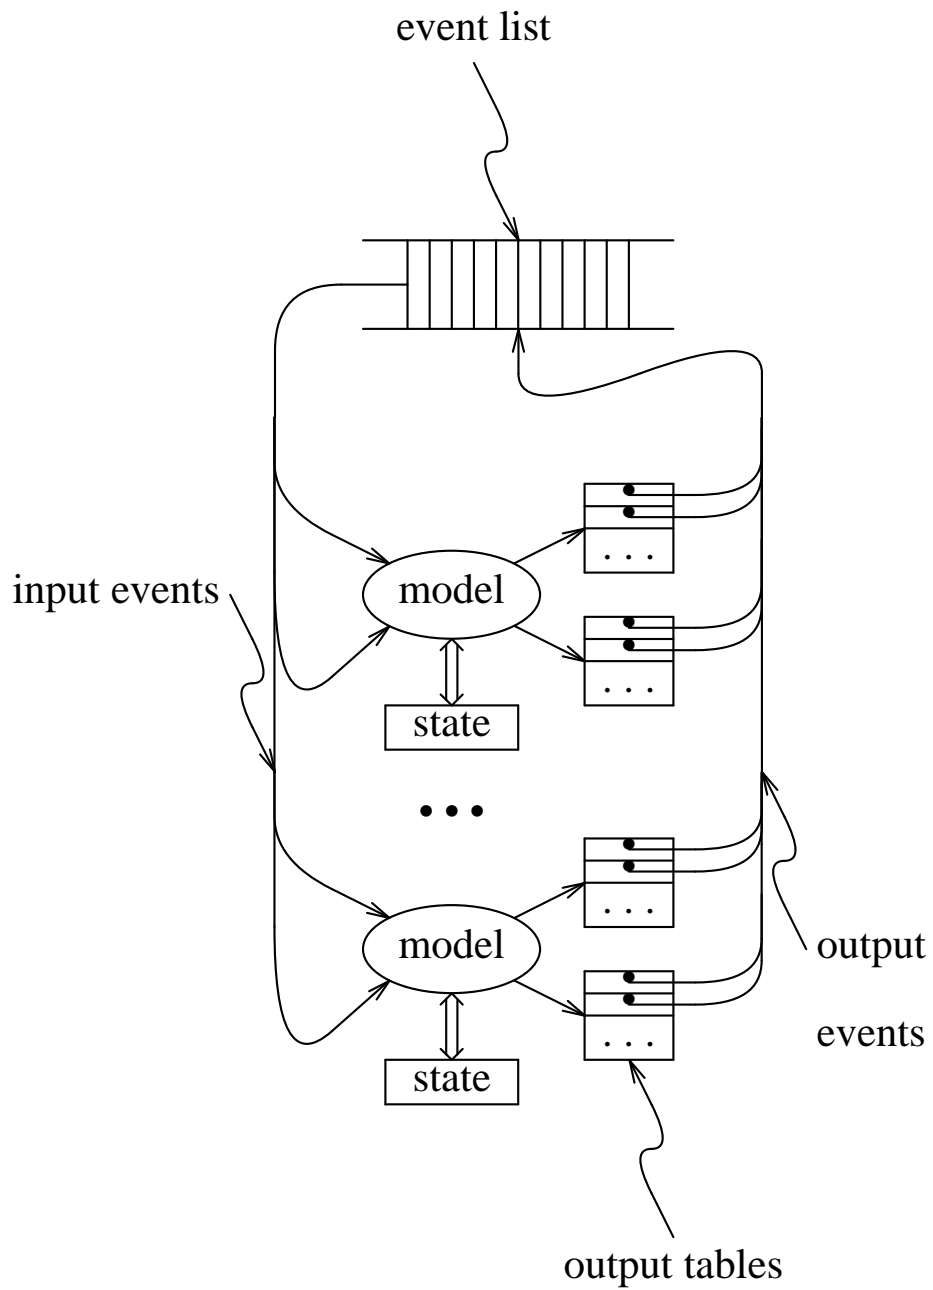 event list
. . .
model
input events
. . .
state
. . .
model
output
state
. . .
events
output tables